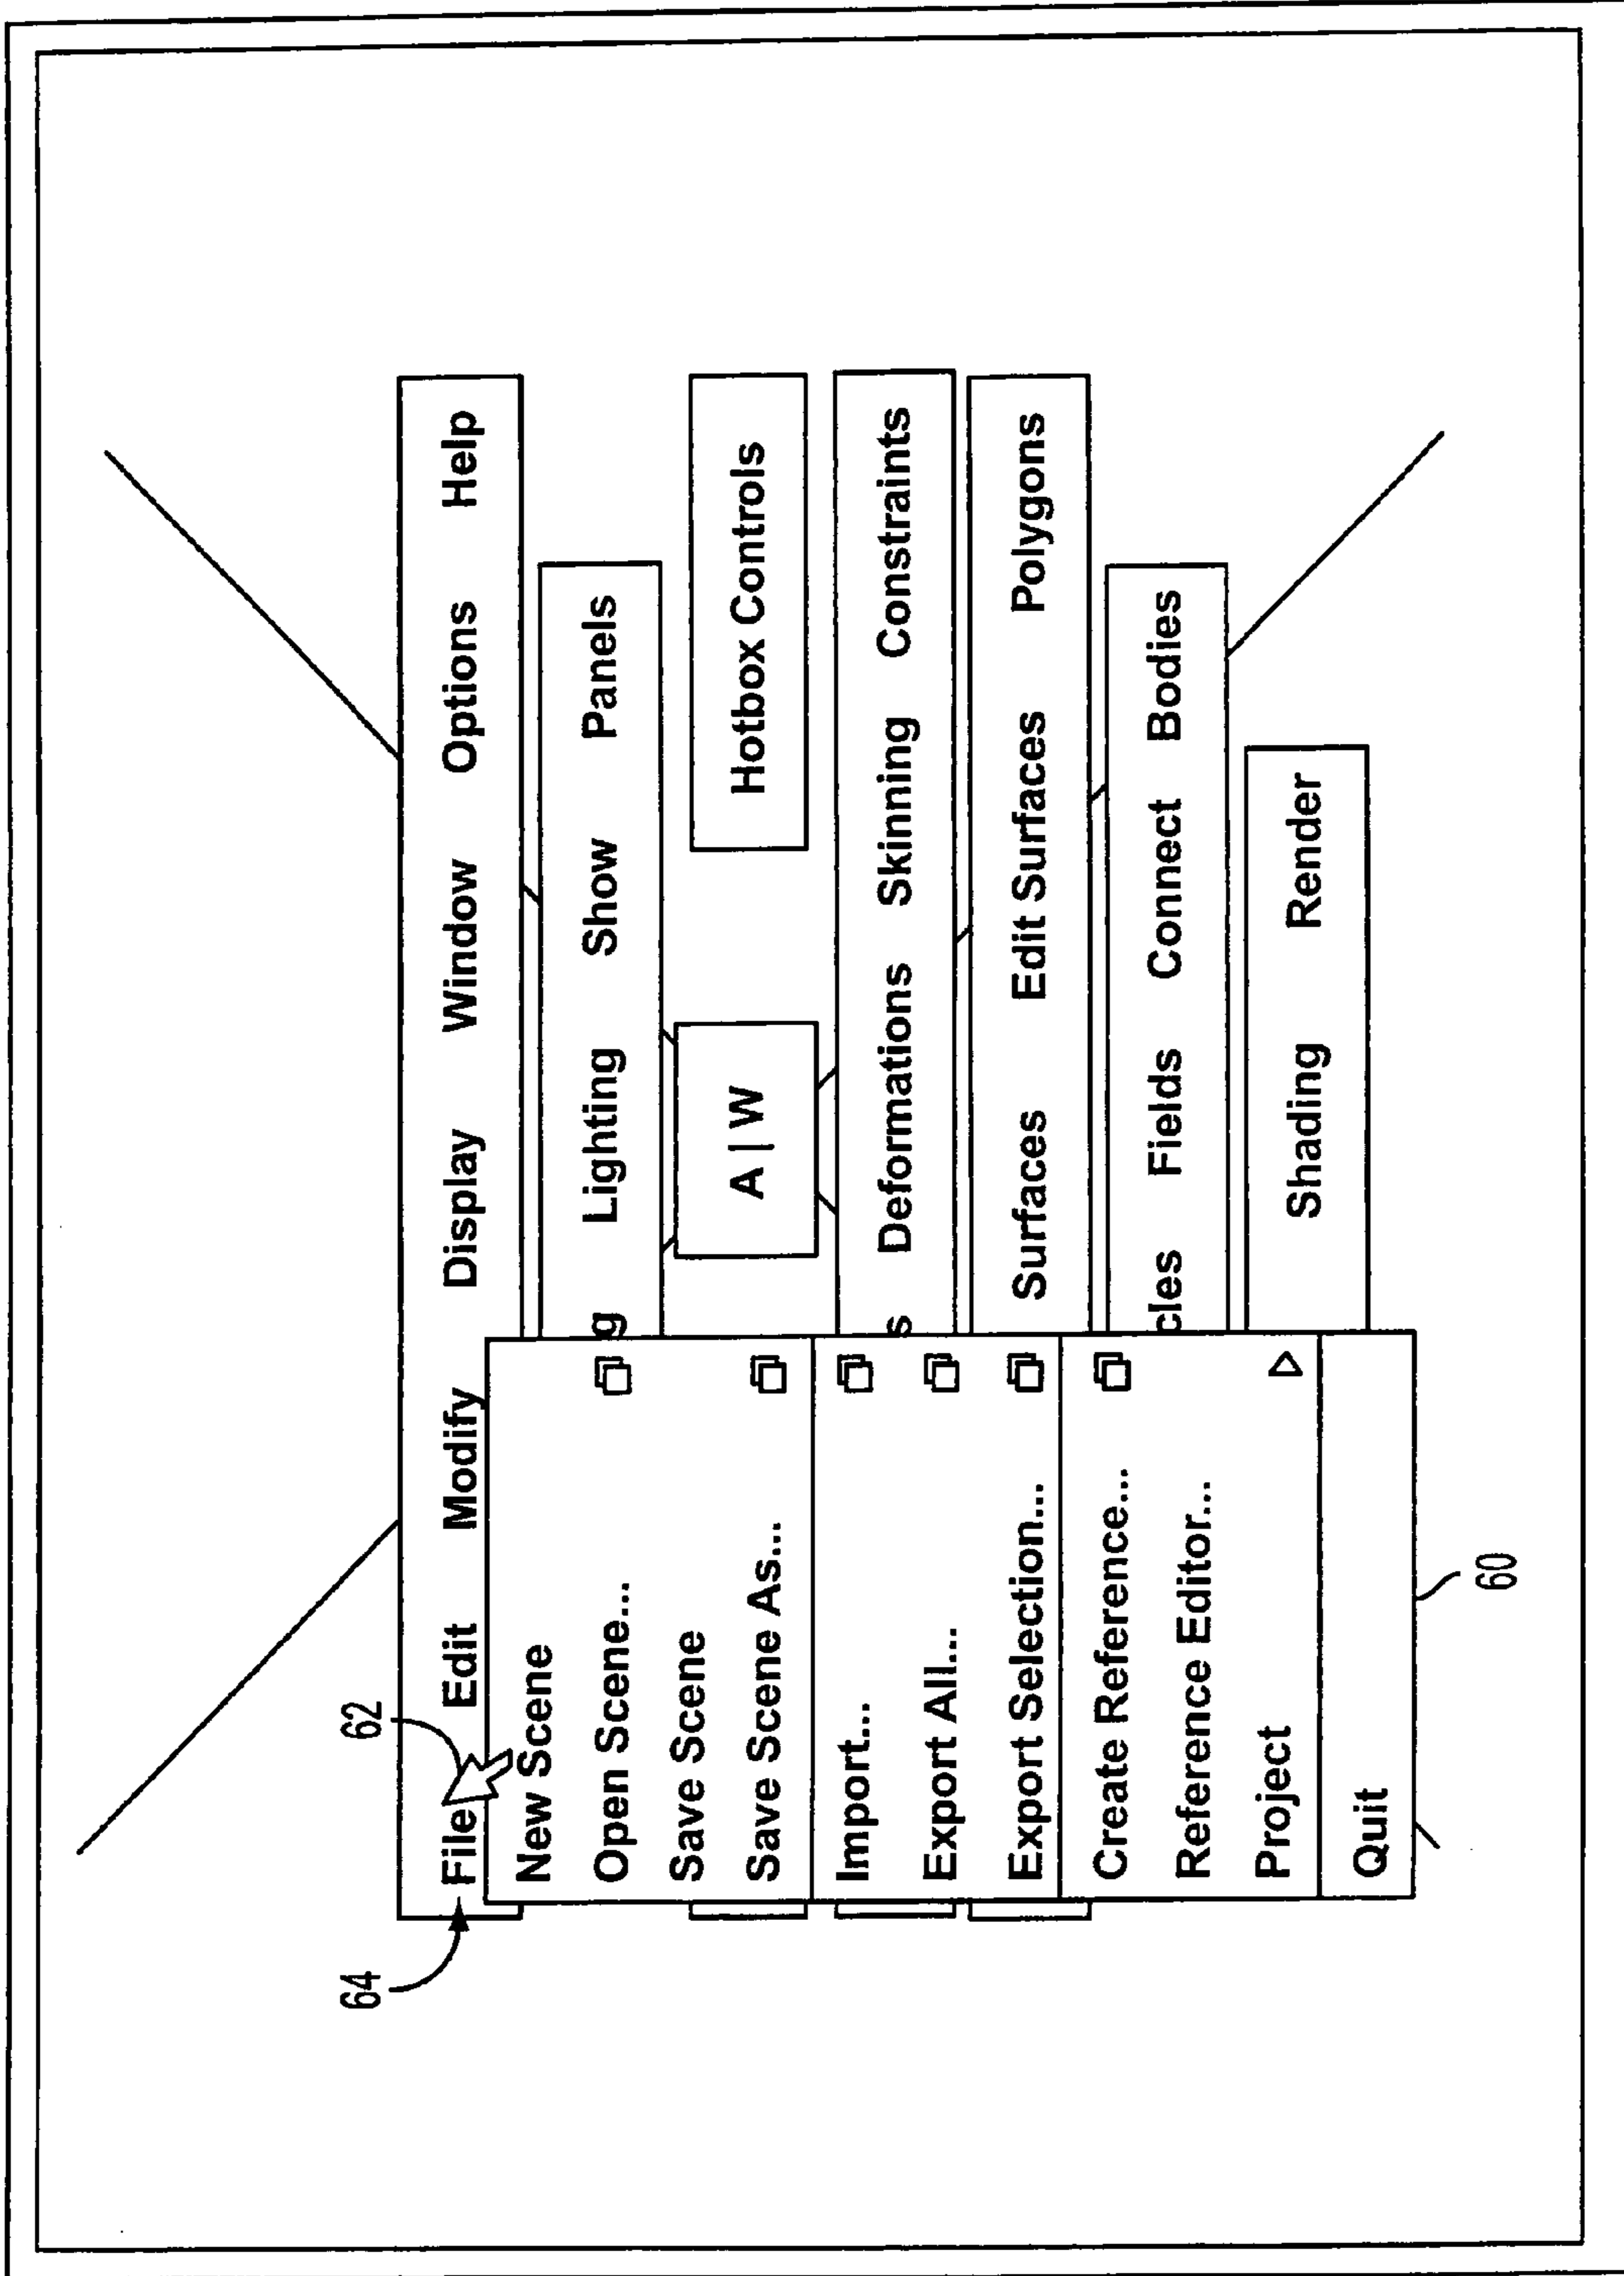 64
62
File Edit Modify Display Window Options Help
g Lighting Show Panels
A | W
Hotbox Controls
s Deformations Skinning Constraints
Surfaces Edit Surfaces Polygons
cles Fields Connect Bodies
Shading Render
New Scene
Open Scene...
Save Scene
Save Scene As...
Import...
Export All...
Export Selection...
Create Reference...
Reference Editor...
Project
Quit
60